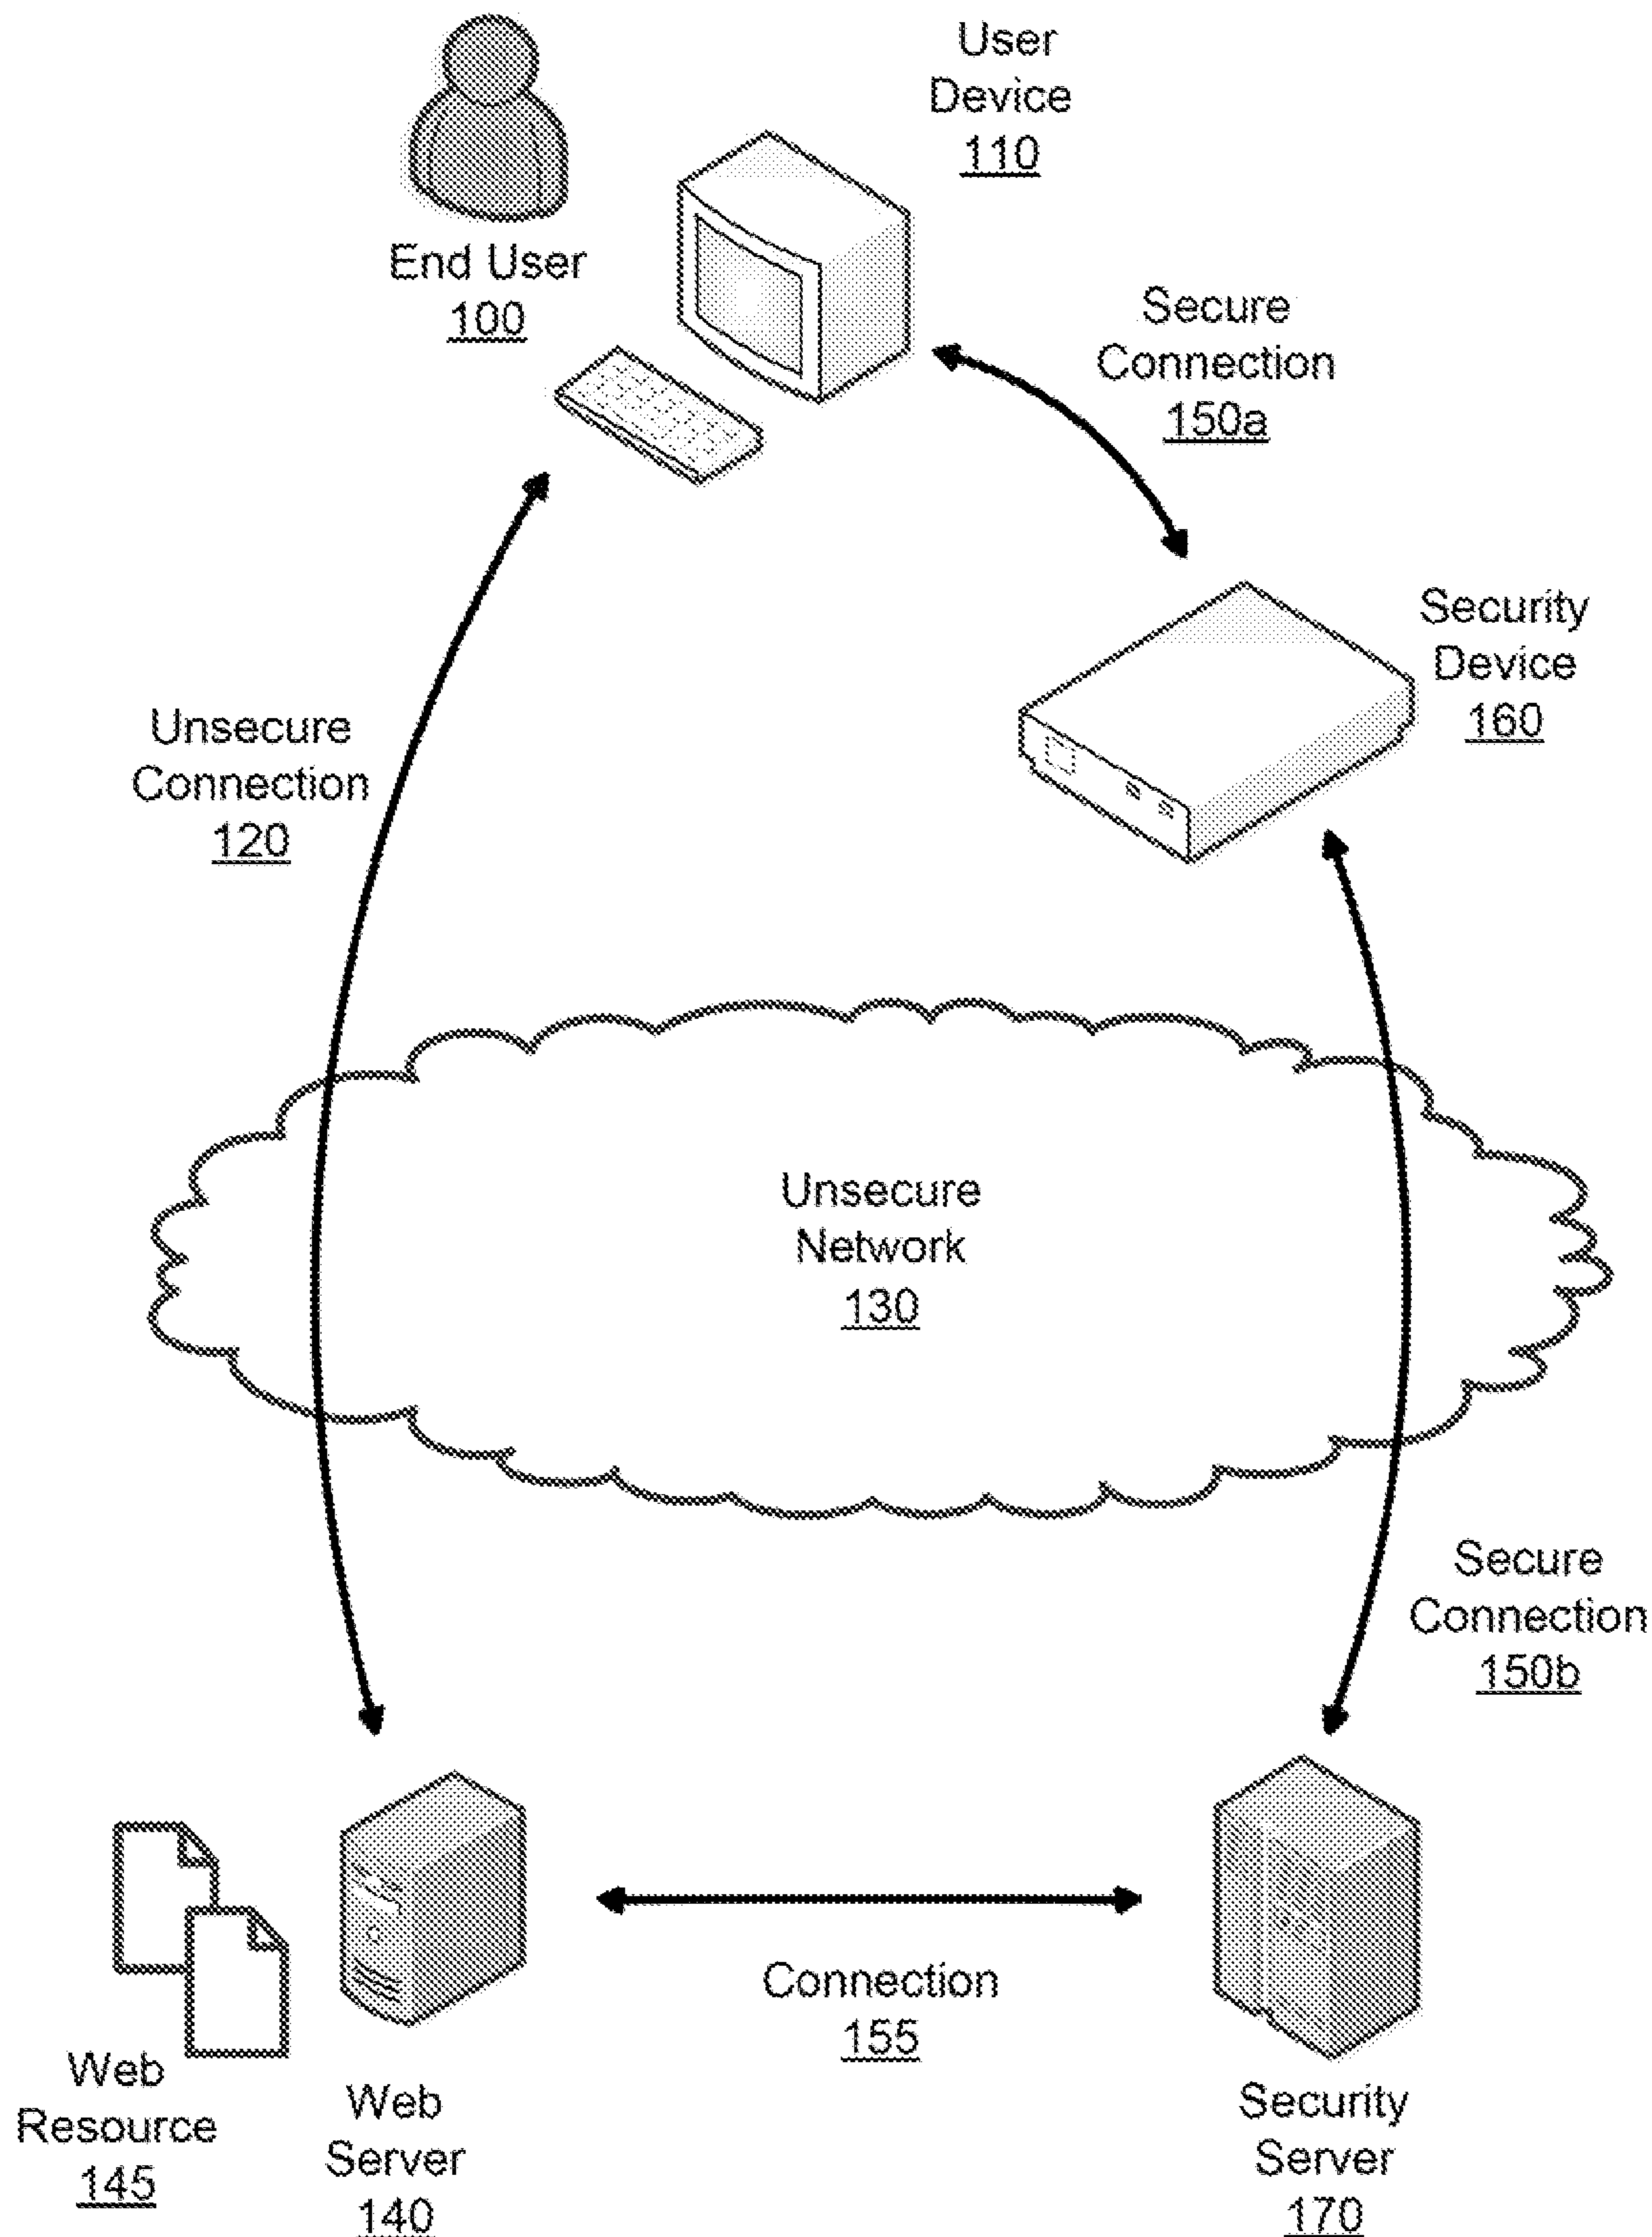 User
Device
110
End User
100
Secure
Connection
150a
Security
Device
160
Unsecure
Connection
120
Unsecure
Network
130
Secure
Connection
150b
Connection
155
Web
Resource
145
Web
Server
140
Security
Server
170